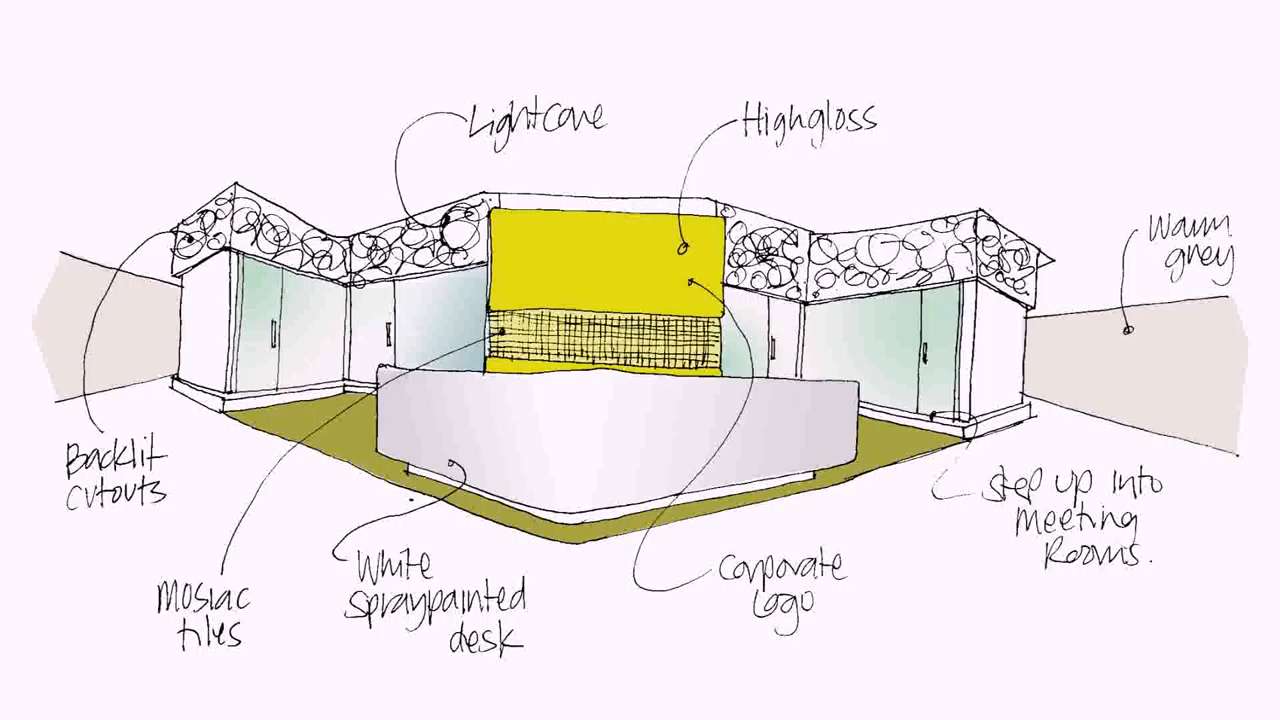 Lightcove
Highgloss
Warm
grey
Backlit
cutouts
Step up into
Meeting
Rooms.
White
spraypainted
desk
Corporate
Logo
Mosiac
tiles